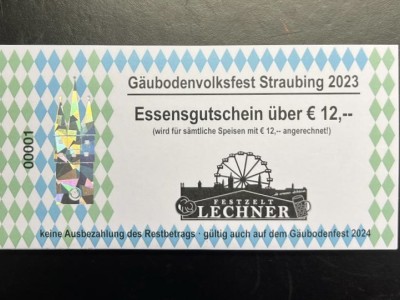 Gäubodenvolksfest Straubing 2023
Essensgutschein über € 12,--
(wird für sämtliche Speisen mit € 12,-- angerechnet!)
00001
FESTZELT
LECHNER
keine Ausbezahlung des Restbetrags - gültig auch auf dem Gäubodenfest 2024